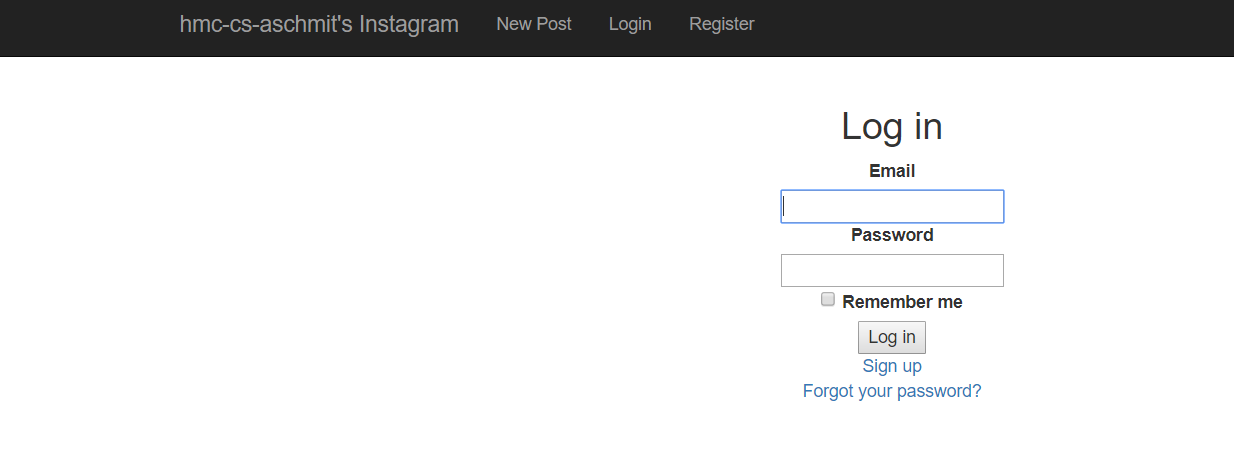 hmc-cs-aschmit's Instagram New Post Login Register
Log in
Email
Password
Remember me
Log in
Sign up
Forgot your password?